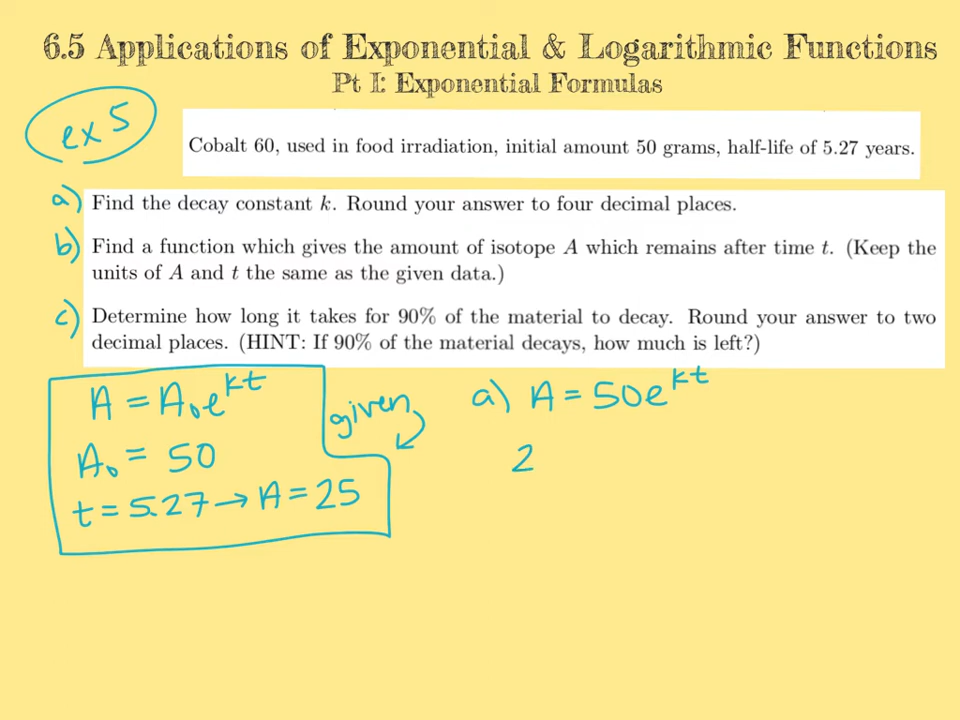 6.5 Applications of Exponential & Logarithmic Functions
Pt I: Exponential Formulas
ex 5
Cobalt 60, used in food irradiation, initial amount 50 grams, half-life of 5.27 years.
a) Find the decay constant k. Round your answer to four decimal places.
b) Find a function which gives the amount of isotope A which remains after time t. (Keep the
units of A and t the same as the given data.)
c) Determine how long it takes for 90% of the material to decay. Round your answer to two
decimal places. (HINT: If 90% of the material decays, how much is left?)
A = A₀e^{kt}
A₀ = 50
t = 5.27 → A = 25
given
a) A = 50e^{kt}
2